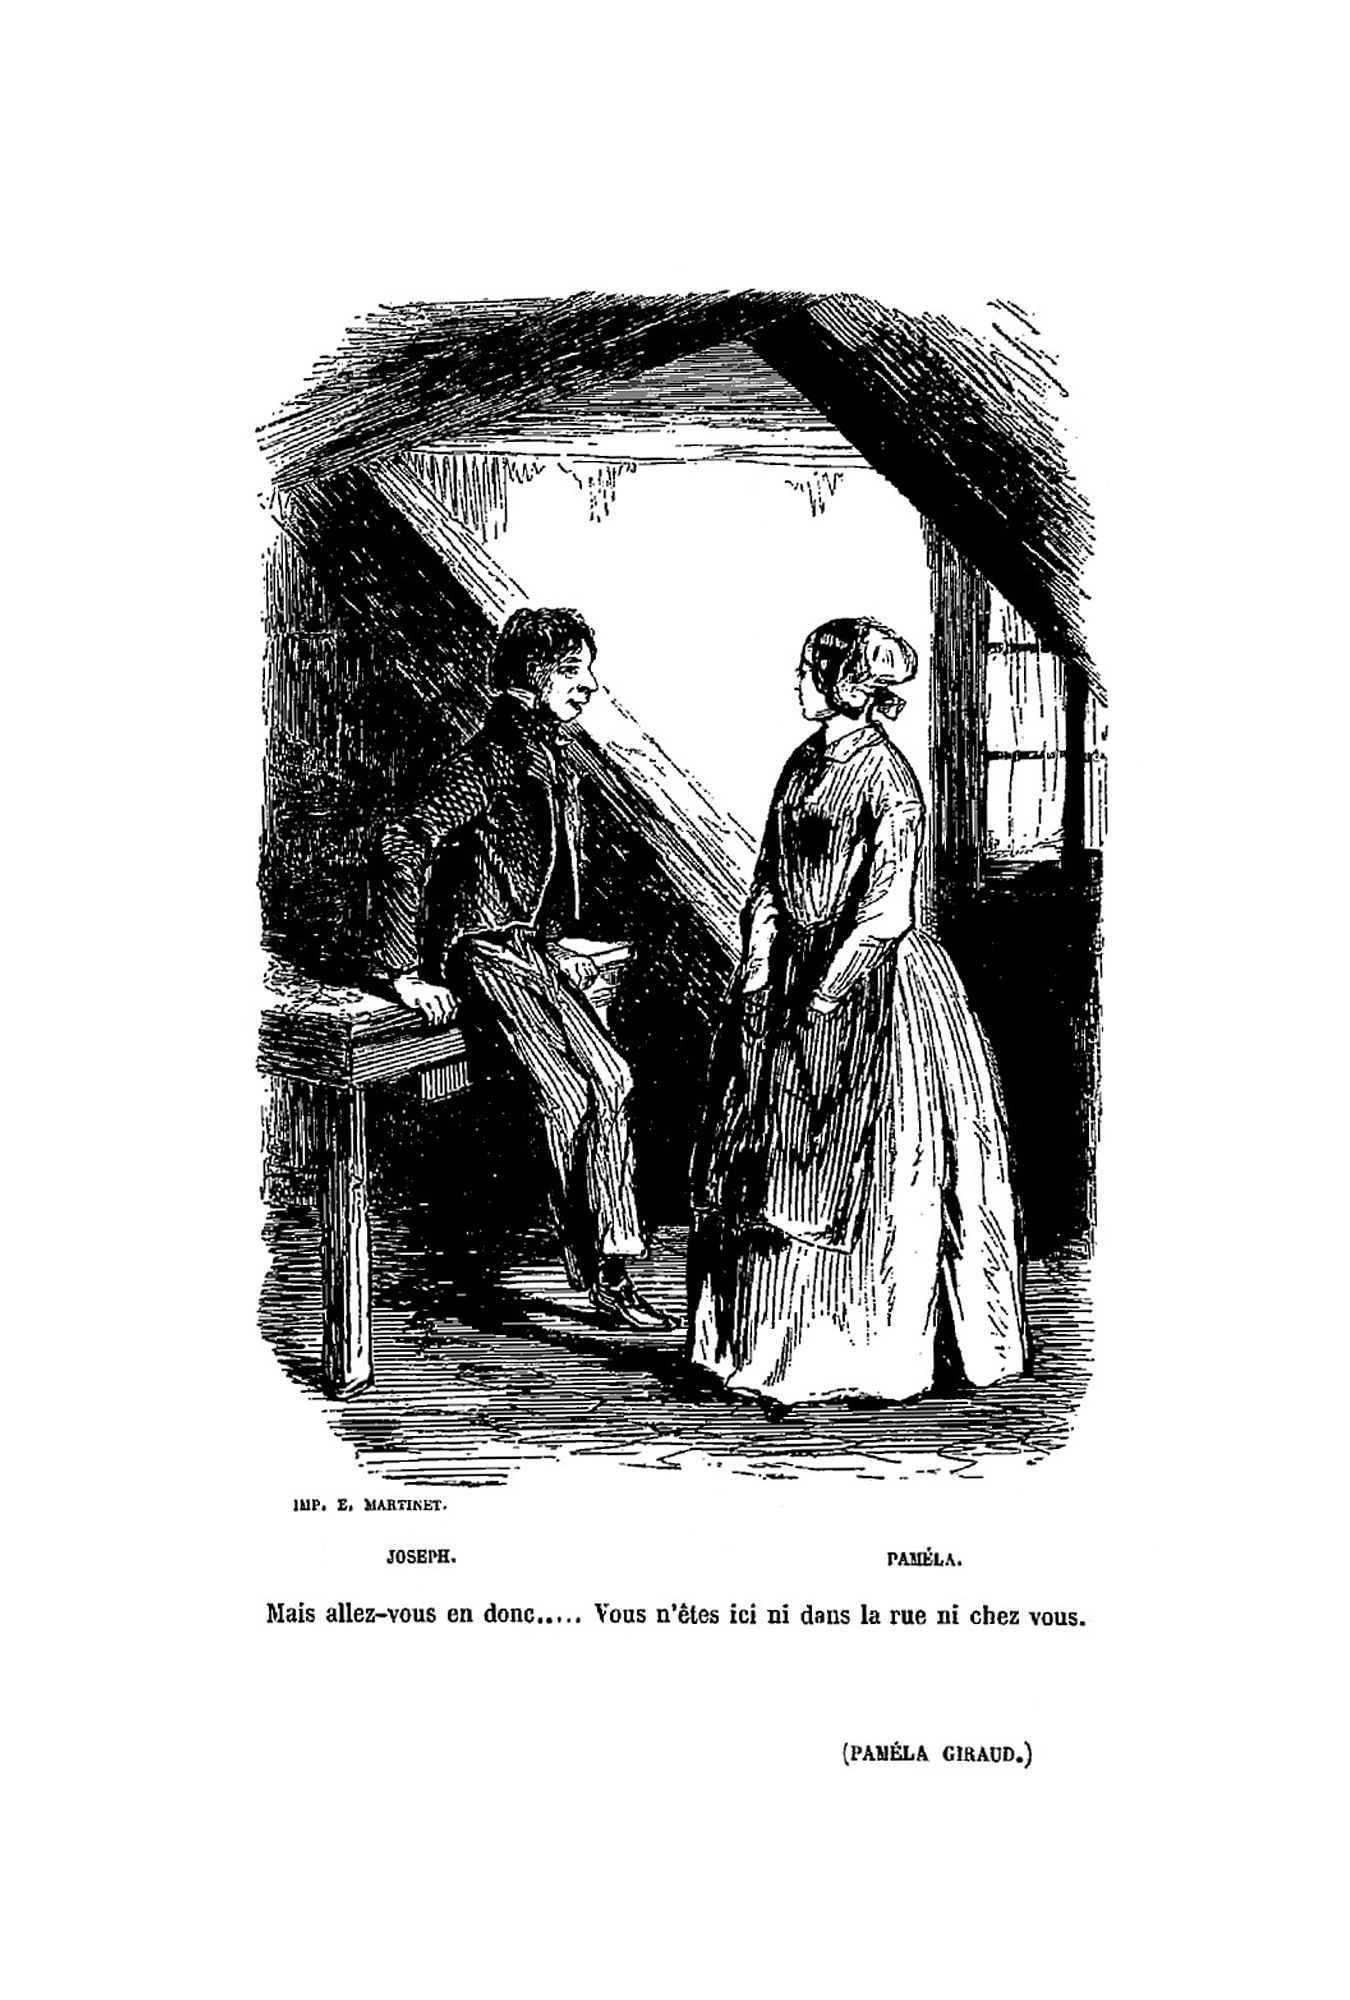 IMP. E. MARTINET.
JOSEPH. PAMÉLA.
Mais allez-vous en donc..... Vous n'êtes ici ni dans la rue ni chez vous.
(PAMÉLA GIRAUD.)